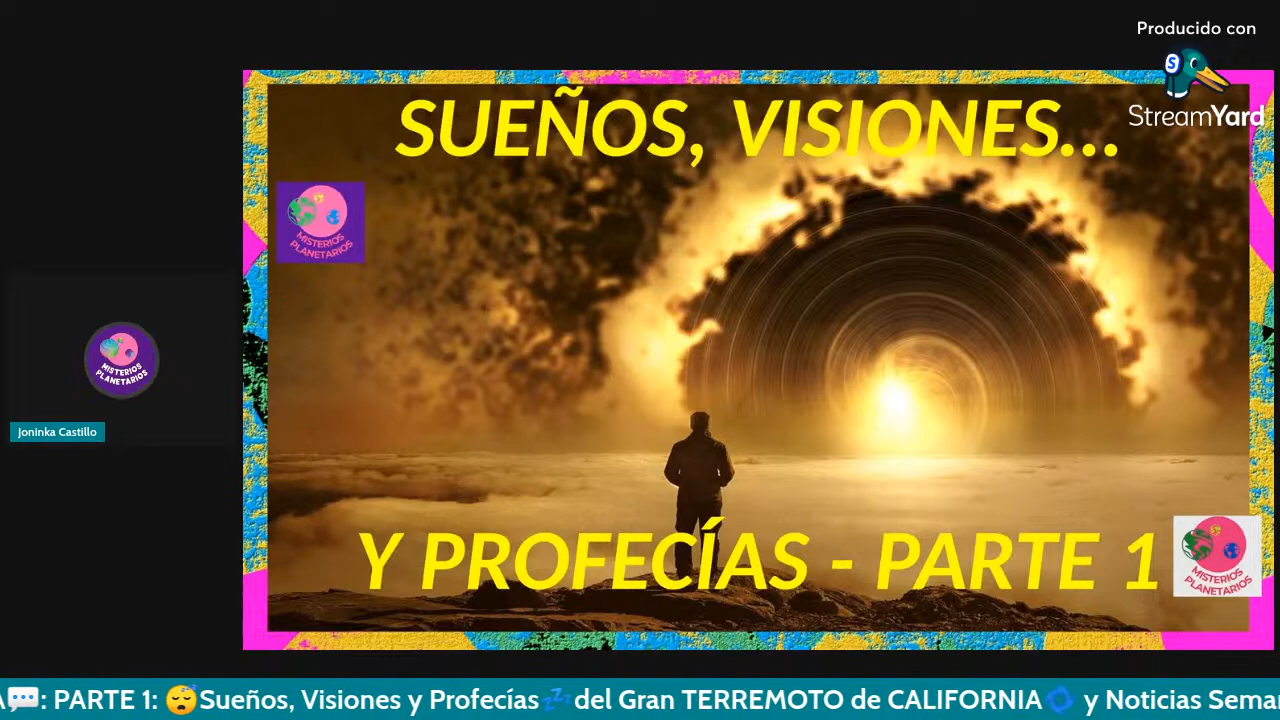 Producido con
StreamYard
SUEÑOS, VISIONES...
MISTERIOS
PLANETARIOS
MISTERIOS
PLANETARIOS
Joninka Castillo
Y PROFECÍAS - PARTE 1
MISTERIOS
PLANETARIOS
A💬: PARTE 1: 😴Sueños, Visiones y Profecías💤del Gran TERREMOTO de CALIFORNIA🌀 y Noticias Sema